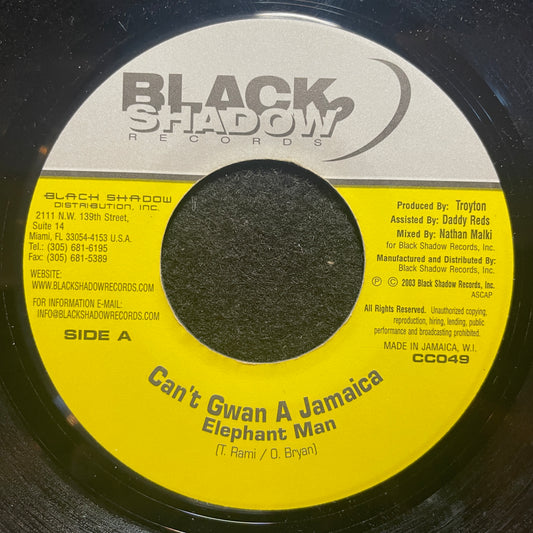 BLACK
SHADOW
RECORDS
BLACK SHADOW
DISTRIBUTION, INC.
2111 N.W. 139th Street,
Suite 14
Miami, FL 33054-4153 U.S.A.
Tel.: (305) 681-6195
Fax: (305) 681-5389
WEBSITE:
WWW.BLACKSHADOWRECORDS.COM
FOR INFORMATION E-MAIL:
INFO@BLACKSHADOWRECORDS.COM
SIDE A
Produced By: Troyton
Assisted By: Daddy Reds
Mixed By: Nathan Malki
for Black Shadow Records, Inc.
Manufactured and Distributed By:
Black Shadow Records, Inc.
℗ © 2003 Black Shadow Records, Inc.
ASCAP
All Rights Reserved. Unauthorized copying,
reproduction, hiring, lending, public
performance and broadcasting prohibited.
MADE IN JAMAICA, W.I.
CC049
Can't Gwan A Jamaica
Elephant Man
(T. Rami / O. Bryan)